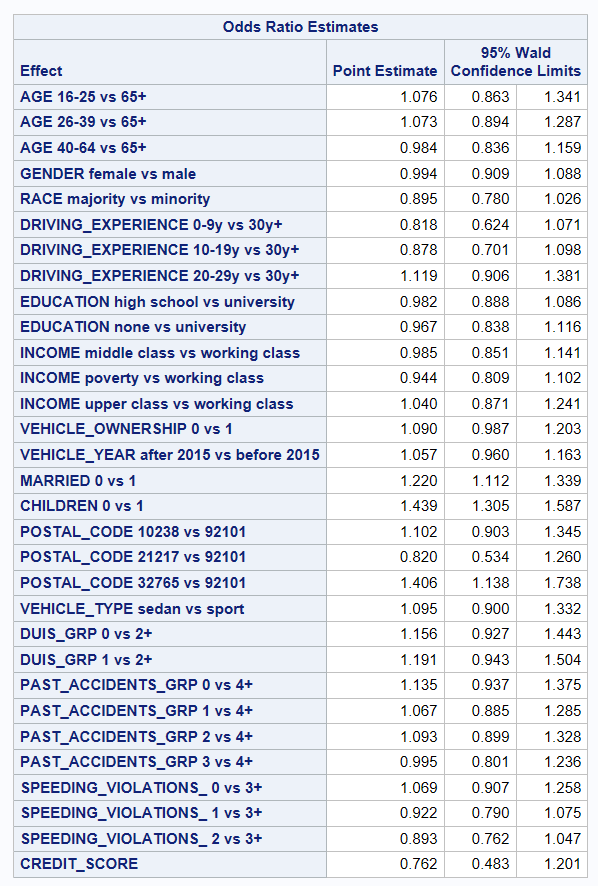 Odds Ratio Estimates
Effect Point Estimate 95% Wald Confidence Limits
AGE 16-25 vs 65+ 1.076 0.863 1.341
AGE 26-39 vs 65+ 1.073 0.894 1.287
AGE 40-64 vs 65+ 0.984 0.836 1.159
GENDER female vs male 0.994 0.909 1.088
RACE majority vs minority 0.895 0.780 1.026
DRIVING_EXPERIENCE 0-9y vs 30y+ 0.818 0.624 1.071
DRIVING_EXPERIENCE 10-19y vs 30y+ 0.878 0.701 1.098
DRIVING_EXPERIENCE 20-29y vs 30y+ 1.119 0.906 1.381
EDUCATION high school vs university 0.982 0.888 1.086
EDUCATION none vs university 0.967 0.838 1.116
INCOME middle class vs working class 0.985 0.851 1.141
INCOME poverty vs working class 0.944 0.809 1.102
INCOME upper class vs working class 1.040 0.871 1.241
VEHICLE_OWNERSHIP 0 vs 1 1.090 0.987 1.203
VEHICLE_YEAR after 2015 vs before 2015 1.057 0.960 1.163
MARRIED 0 vs 1 1.220 1.112 1.339
CHILDREN 0 vs 1 1.439 1.305 1.587
POSTAL_CODE 10238 vs 92101 1.102 0.903 1.345
POSTAL_CODE 21217 vs 92101 0.820 0.534 1.260
POSTAL_CODE 32765 vs 92101 1.406 1.138 1.738
VEHICLE_TYPE sedan vs sport 1.095 0.900 1.332
DUIS_GRP 0 vs 2+ 1.156 0.927 1.443
DUIS_GRP 1 vs 2+ 1.191 0.943 1.504
PAST_ACCIDENTS_GRP 0 vs 4+ 1.135 0.937 1.375
PAST_ACCIDENTS_GRP 1 vs 4+ 1.067 0.885 1.285
PAST_ACCIDENTS_GRP 2 vs 4+ 1.093 0.899 1.328
PAST_ACCIDENTS_GRP 3 vs 4+ 0.995 0.801 1.236
SPEEDING_VIOLATIONS_ 0 vs 3+ 1.069 0.907 1.258
SPEEDING_VIOLATIONS_ 1 vs 3+ 0.922 0.790 1.075
SPEEDING_VIOLATIONS_ 2 vs 3+ 0.893 0.762 1.047
CREDIT_SCORE 0.762 0.483 1.201